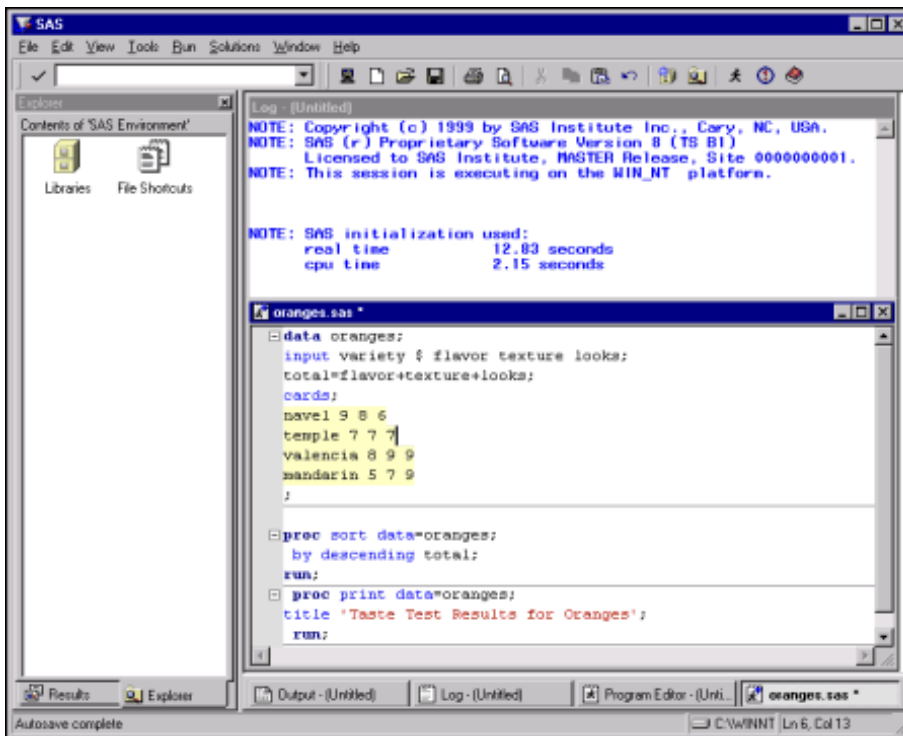 SAS
File Edit View Tools Run Solutions Window Help
Explorer
Contents of 'SAS Environment'
Libraries File Shortcuts
Log - (Untitled)
NOTE: Copyright (c) 1999 by SAS Institute Inc., Cary, NC, USA.
NOTE: SAS (r) Proprietary Software Version 8 (TS B1)
Licensed to SAS Institute, MASTER Release, Site 0000000001.
NOTE: This session is executing on the WIN_NT platform.
NOTE: SAS initialization used:
real time 12.83 seconds
cpu time 2.15 seconds
oranges.sas *
data oranges;
input variety $ flavor texture looks;
total=flavor+texture+looks;
cards;
navel 9 8 6
temple 7 7 7
valencia 8 9 9
mandarin 5 7 9
;
proc sort data=oranges;
by descending total;
run;
proc print data=oranges;
title 'Taste Test Results for Oranges';
run;
Results Explorer
Output - (Untitled) Log - (Untitled) Program Editor - (Unti... oranges.sas *
Autosave complete C:\WINNT Ln 6, Col 13